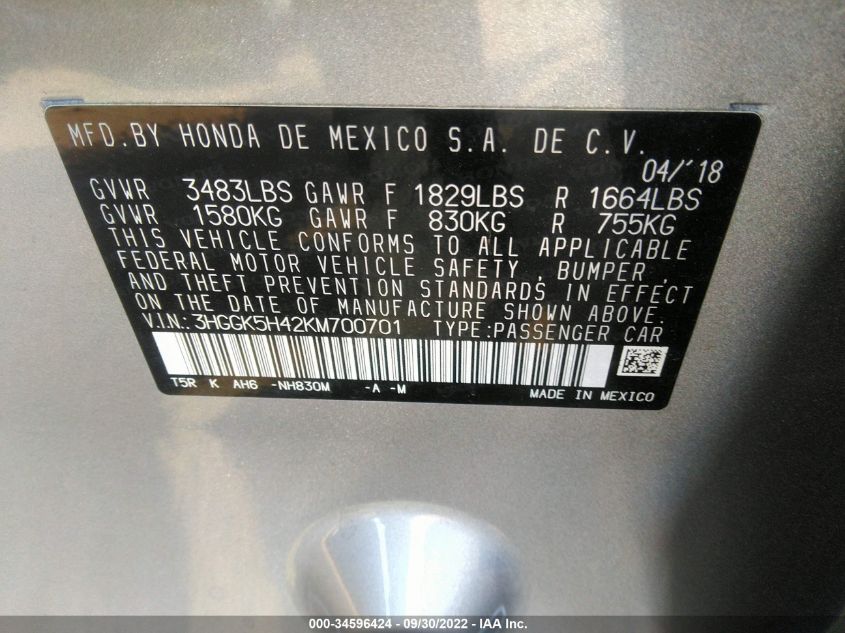 MFD.BY HONDA DE MEXICO S.A. DE C.V.
04/'18
GVWR 3483LBS GAWR F 1829LBS R 1664LBS
GVWR 1580KG GAWR F 830KG R 755KG
THIS VEHICLE CONFORMS TO ALL APPLICABLE
FEDERAL MOTOR VEHICLE SAFETY, BUMPER,
AND THEFT PREVENTION STANDARDS IN EFFECT
ON THE DATE OF MANUFACTURE SHOWN ABOVE.
V.I.N.: 3HGGK5H42KM700701 TYPE:PASSENGER CAR
T5R K AH6 -NH830M -A -M
MADE IN MEXICO
000-34596424 - 09/30/2022 - IAA Inc.